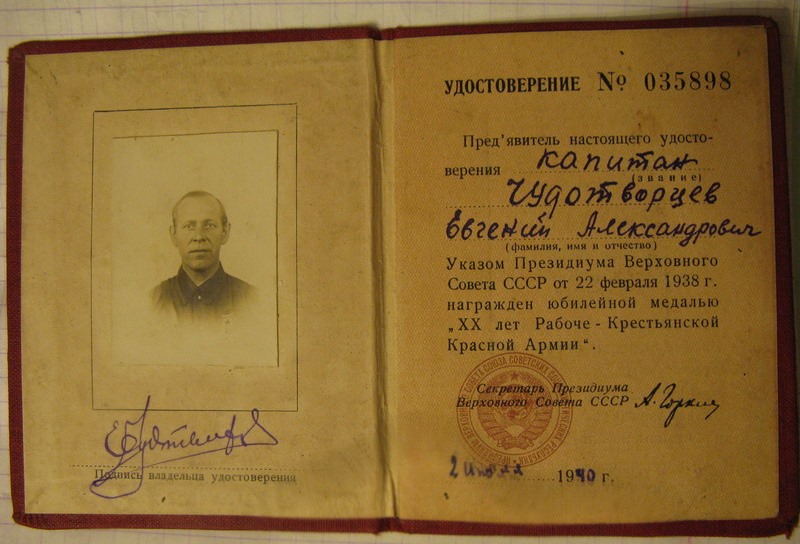 Подпись владельца удостоверения
УДОСТОВЕРЕНИЕ № 035898
Пред'явитель настоящего удосто-
верения капитан
(звание)
Чудотворцев
Евгений Александрович
(фамилия, имя и отчество)
Указом Президиума Верховного
Совета СССР от 22 февраля 1938 г.
награжден юбилейной медалью
„XX лет Рабоче - Крестьянской
Красной Армии“.
Секретарь Президиума
Верховного Совета СССР А. Горкин
2 1940 г.